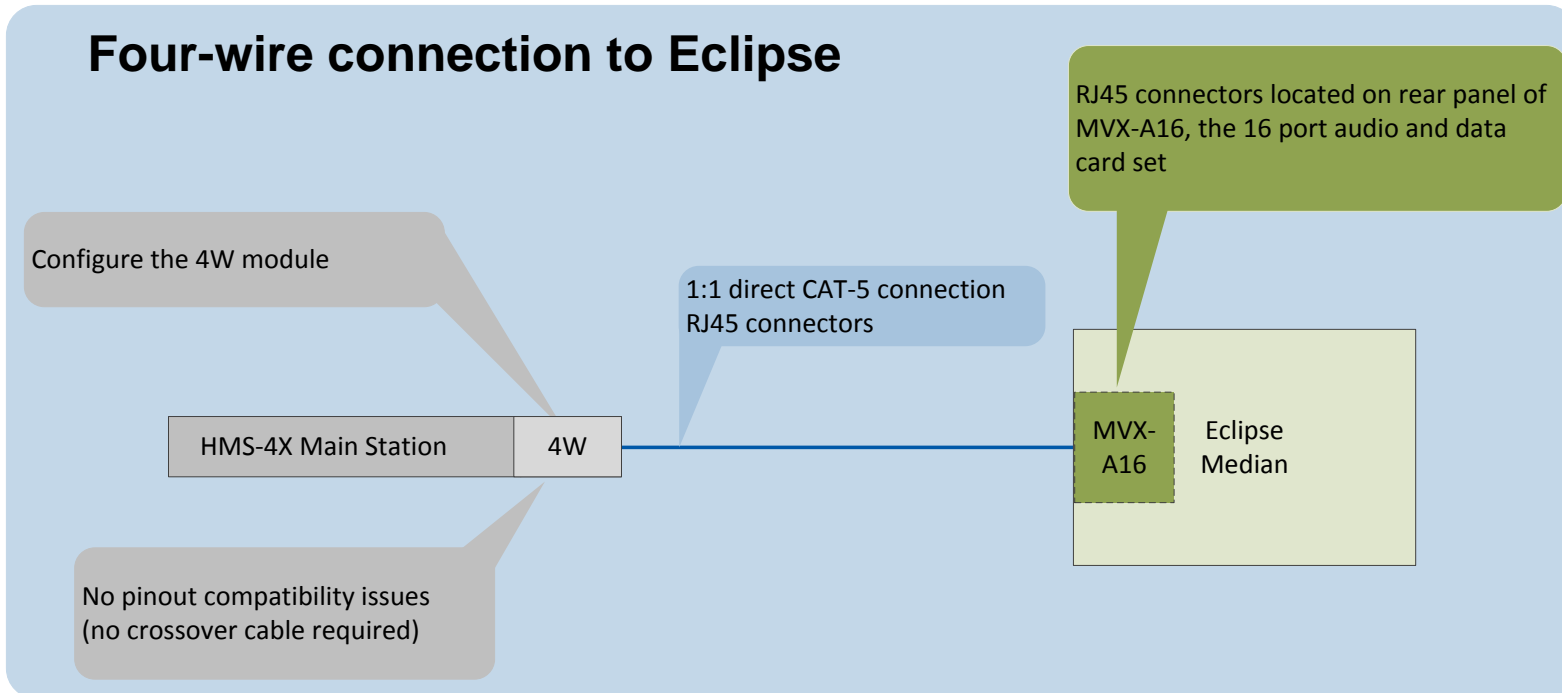 Four-wire connection to Eclipse
RJ45 connectors located on rear panel of
MVX-A16, the 16 port audio and data
card set
Configure the 4W module
1:1 direct CAT-5 connection
RJ45 connectors
HMS-4X Main Station
4W
MVX-
A16
Eclipse
Median
No pinout compatibility issues
(no crossover cable required)